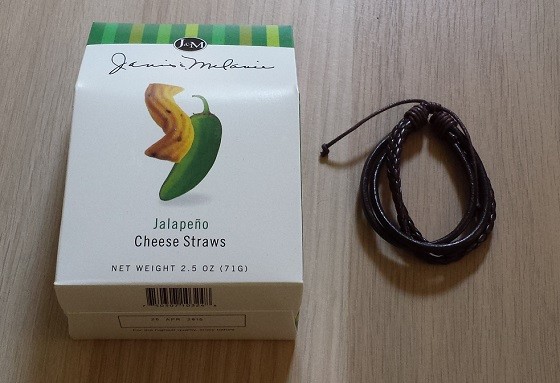 J&M
Janis & Melanie
Jalapeño
Cheese Straws
NET WEIGHT 2.5 OZ (71G)